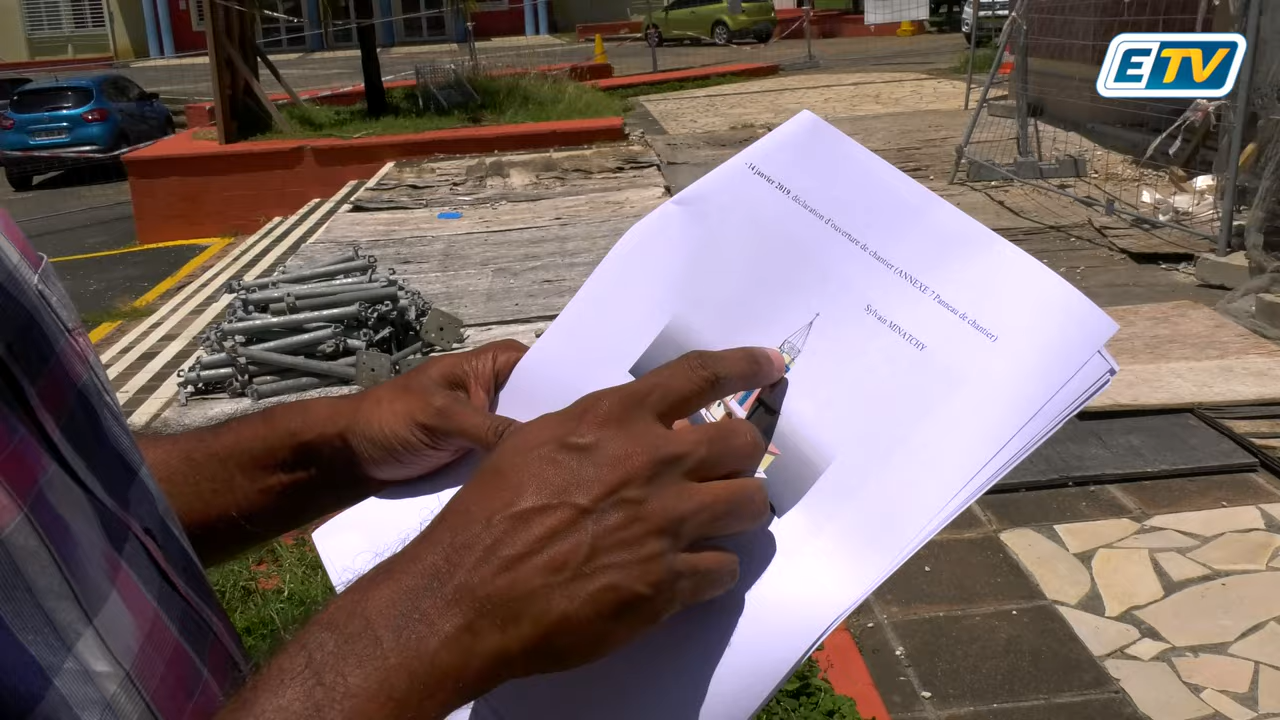 ETV
- 14 janvier 2019, déclaration d'ouverture de chantier (ANNEXE 7 Panneau de chantier)
Sylvain MINATCHY